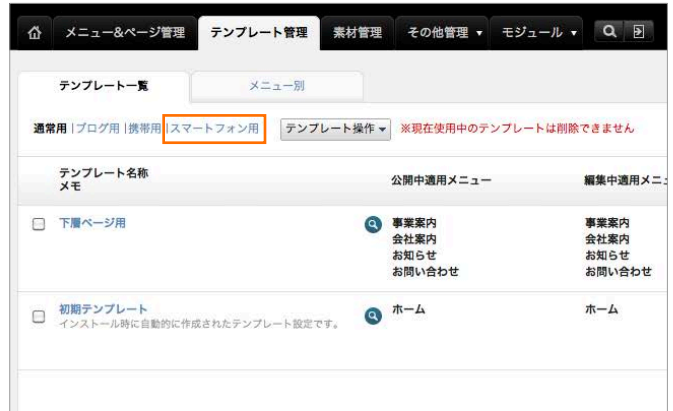 メニュー&ページ管理 テンプレート管理 素材管理 その他管理 ▼ モジュール ▼
テンプレート一覧 メニュー別
通常用 |ブログ用 |携帯用 |スマートフォン用 テンプレート操作 ▼ ※現在使用中のテンプレートは削除できません
テンプレート名称
メモ
公開中適用メニュー 編集中適用メニ
下層ページ用 事業案内 事業案内
会社案内 会社案内
お知らせ お知らせ
お問い合わせ お問い合わせ
初期テンプレート ホーム ホーム
インストール時に自動的に作成されたテンプレート設定です。